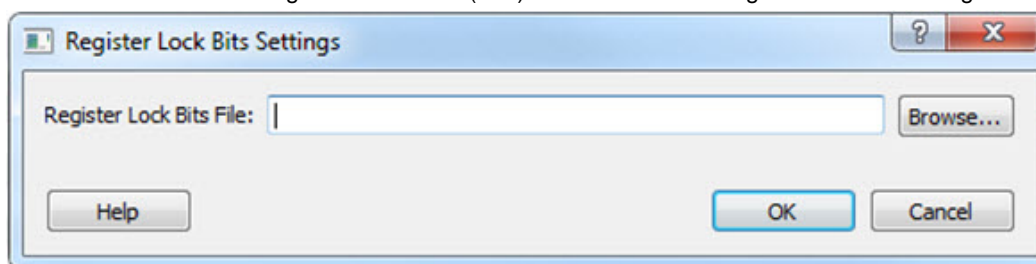 Register Lock Bits Settings
?
X
Register Lock Bits File:
Browse...
Help
OK
Cancel